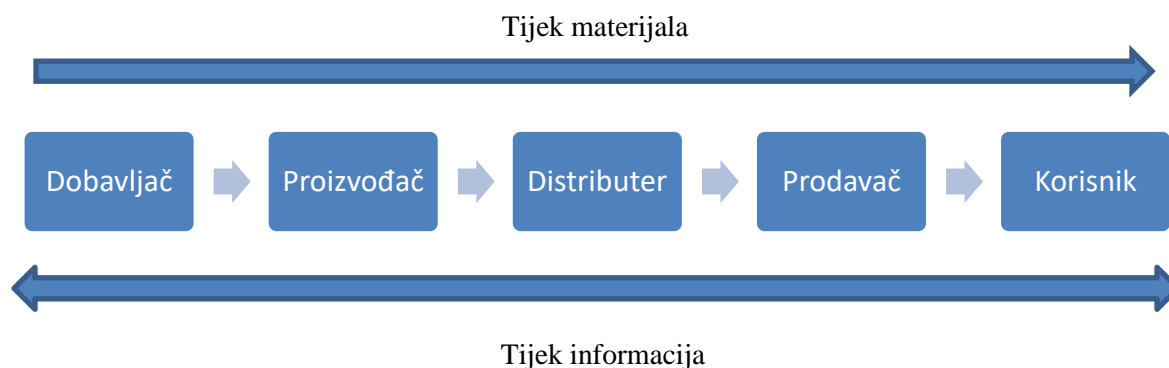 Tijek materijala
Dobavljač
Proizvođač
Distributer
Prodavač
Korisnik
Tijek informacija